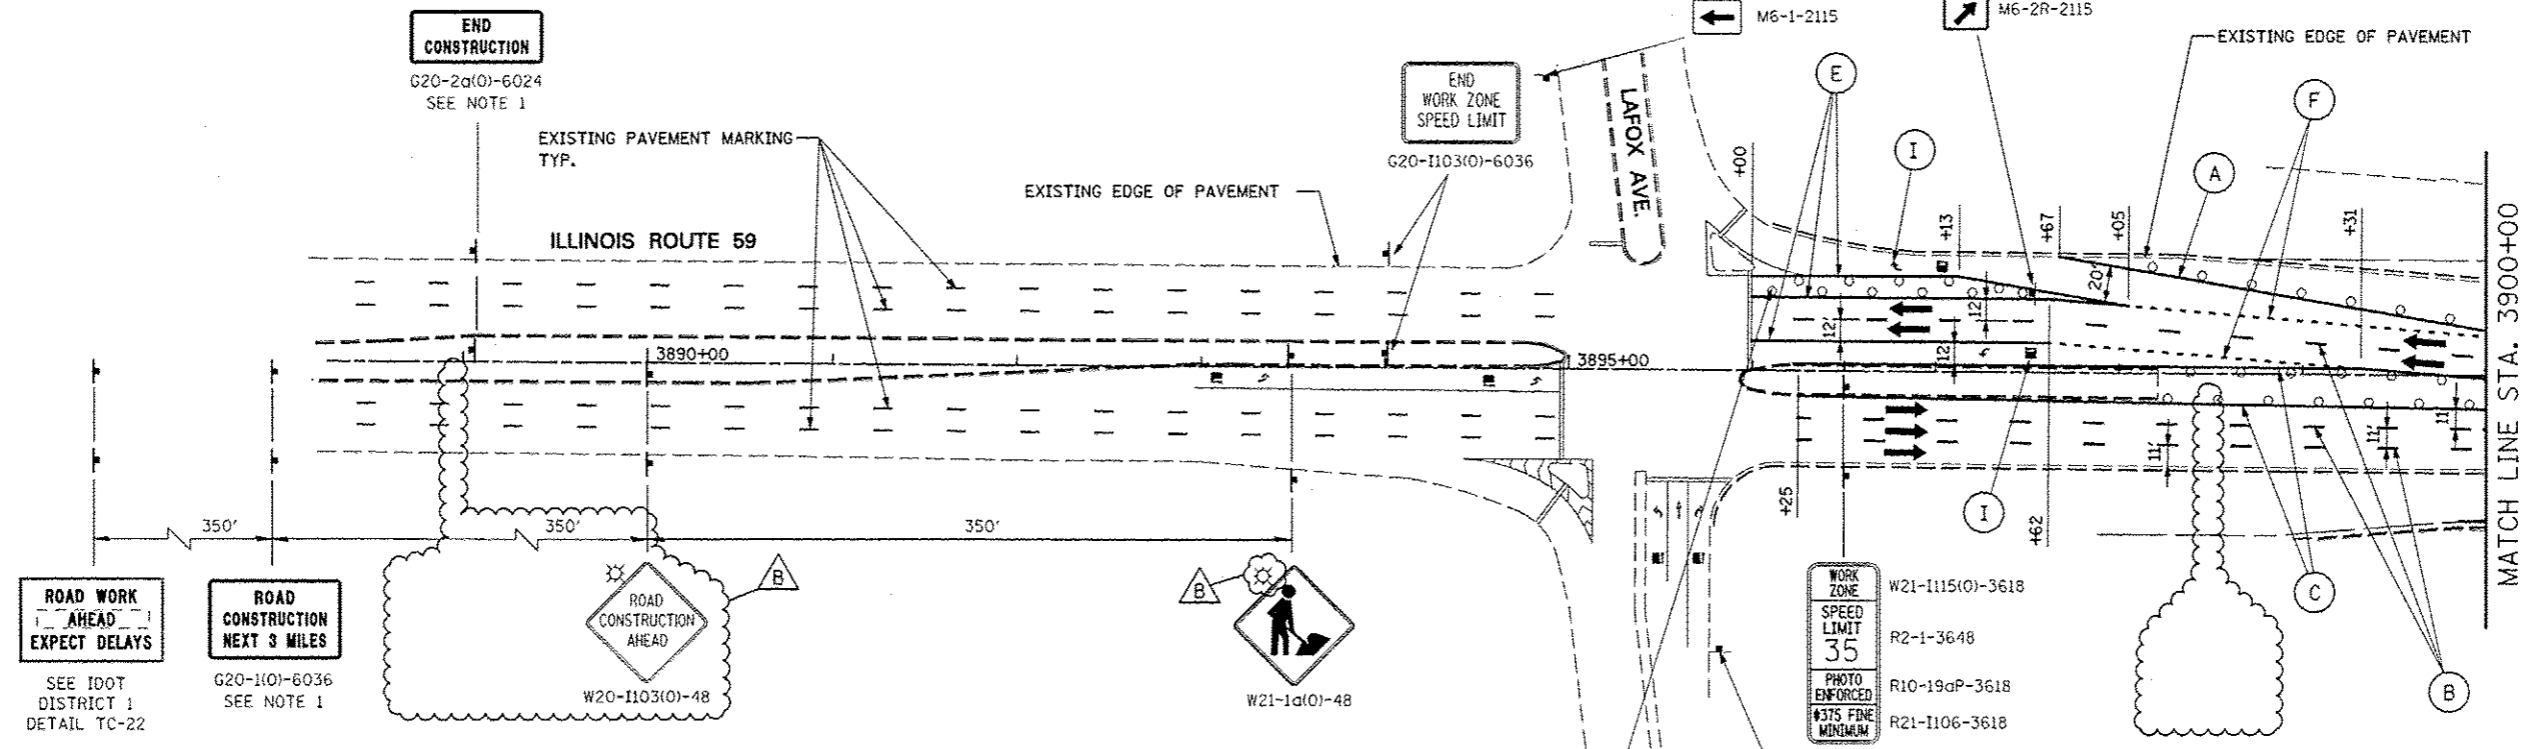 END
CONSTRUCTION
G20-2a(O)-6024
SEE NOTE 1
EXISTING PAVEMENT MARKING
TYP.
ILLINOIS ROUTE 59
EXISTING EDGE OF PAVEMENT
END
WORK ZONE
SPEED LIMIT
G20-I103(O)-6036
M6-1-2115
M6-2R-2115
LAFOX AVE.
EXISTING EDGE OF PAVEMENT
E
I
F
A
+00
+13
+67
+05
+31
20'
12'
12'
12'
3890+00
3895+00
11'
11'
11'
+25
+62
I
C
B
MATCH LINE STA. 3900+00
350'
350'
350'
ROAD WORK
AHEAD
EXPECT DELAYS
SEE IDOT
DISTRICT 1
DETAIL TC-22
ROAD
CONSTRUCTION
NEXT 3 MILES
G20-1(O)-6036
SEE NOTE 1
ROAD
CONSTRUCTION
AHEAD
W20-I103(O)-48
B
B
W21-1a(O)-48
WORK
ZONE
W21-I115(O)-3618
SPEED
LIMIT
35
R2-1-3648
PHOTO
ENFORCED
R10-19aP-3618
$375 FINE
MINIMUM
R21-I106-3618